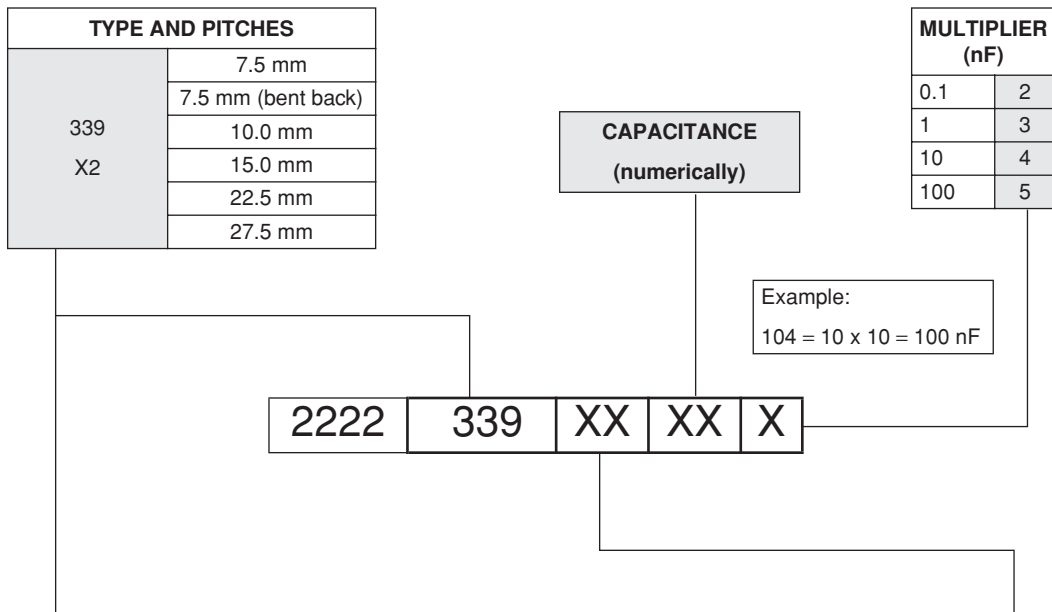 TYPE AND PITCHES
339
X2
7.5 mm
7.5 mm (bent back)
10.0 mm
15.0 mm
22.5 mm
27.5 mm
CAPACITANCE
(numerically)
MULTIPLIER
(nF)
0.1 2
1 3
10 4
100 5
Example:
104 = 10 x 10 = 100 nF
2222 339 XX XX X